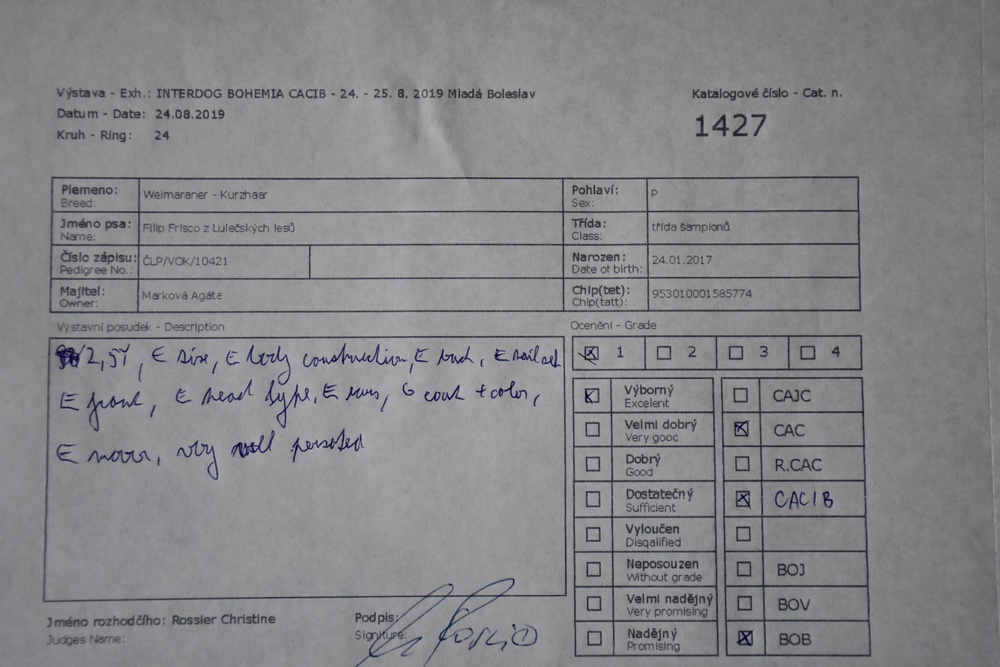 Výstava - Exh.: INTERDOG BOHEMIA CACIB - 24. - 25. 8. 2019 Mladá Boleslav
Katalogové číslo - Cat. n.
Datum - Date: 24.08.2019
1427
Kruh - Ring: 24
Plemeno: Weimaraner - Kurzhaar
Breed:
Pohlaví: P
Sex:
Jméno psa: Filip Frisco z Lulečských lesů
Name:
Třída: třída šampionů
Class:
Číslo zápisu: ČLP/VOK/10421
Pedigree No.:
Narozen: 24.01.2017
Date of birth:
Majitel: Marková Agáta
Owner:
Chip(tet): 953010001585774
Chip(tatt):
Výstavní posudek - Description
Ocenění - Grade
2,5Y, E size, E body construction, E back, E tail set
E front, E head type, E ears, G coat + color,
E mover, very well presented
1 2 3 4
Výborný
Excelent
CAJC
Velmi dobrý
Very gooc
CAC
Dobrý
Good
R.CAC
Dostatečný
Sufficient
CACIB
Vyloučen
Disqalified
Neposouzen
Without grade
BOJ
Velmi nadějný
Very promising
BOV
Nadějný
Promising
BOB
Jméno rozhodčího: Rossier Christine
Judges Name:
Podpis:
Signiture: